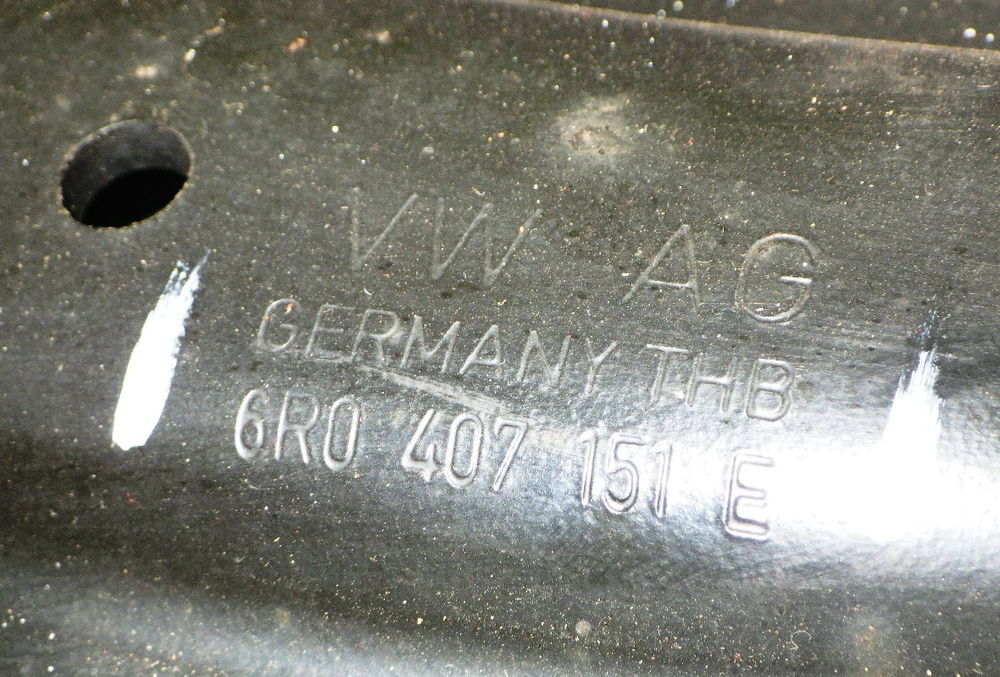 VW AG
GERMANY THB
6R0 407 151 E